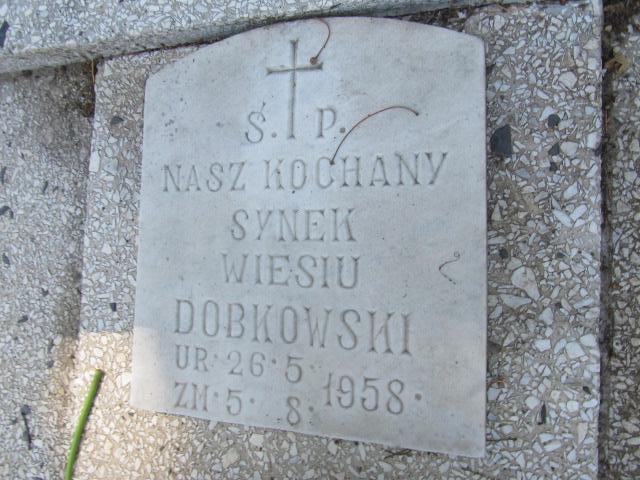 Ś. P.
NASZ KOCHANY
SYNEK
WIESIU
DOBKOWSKI
UR·26·5·
ZM·5·8·1958·